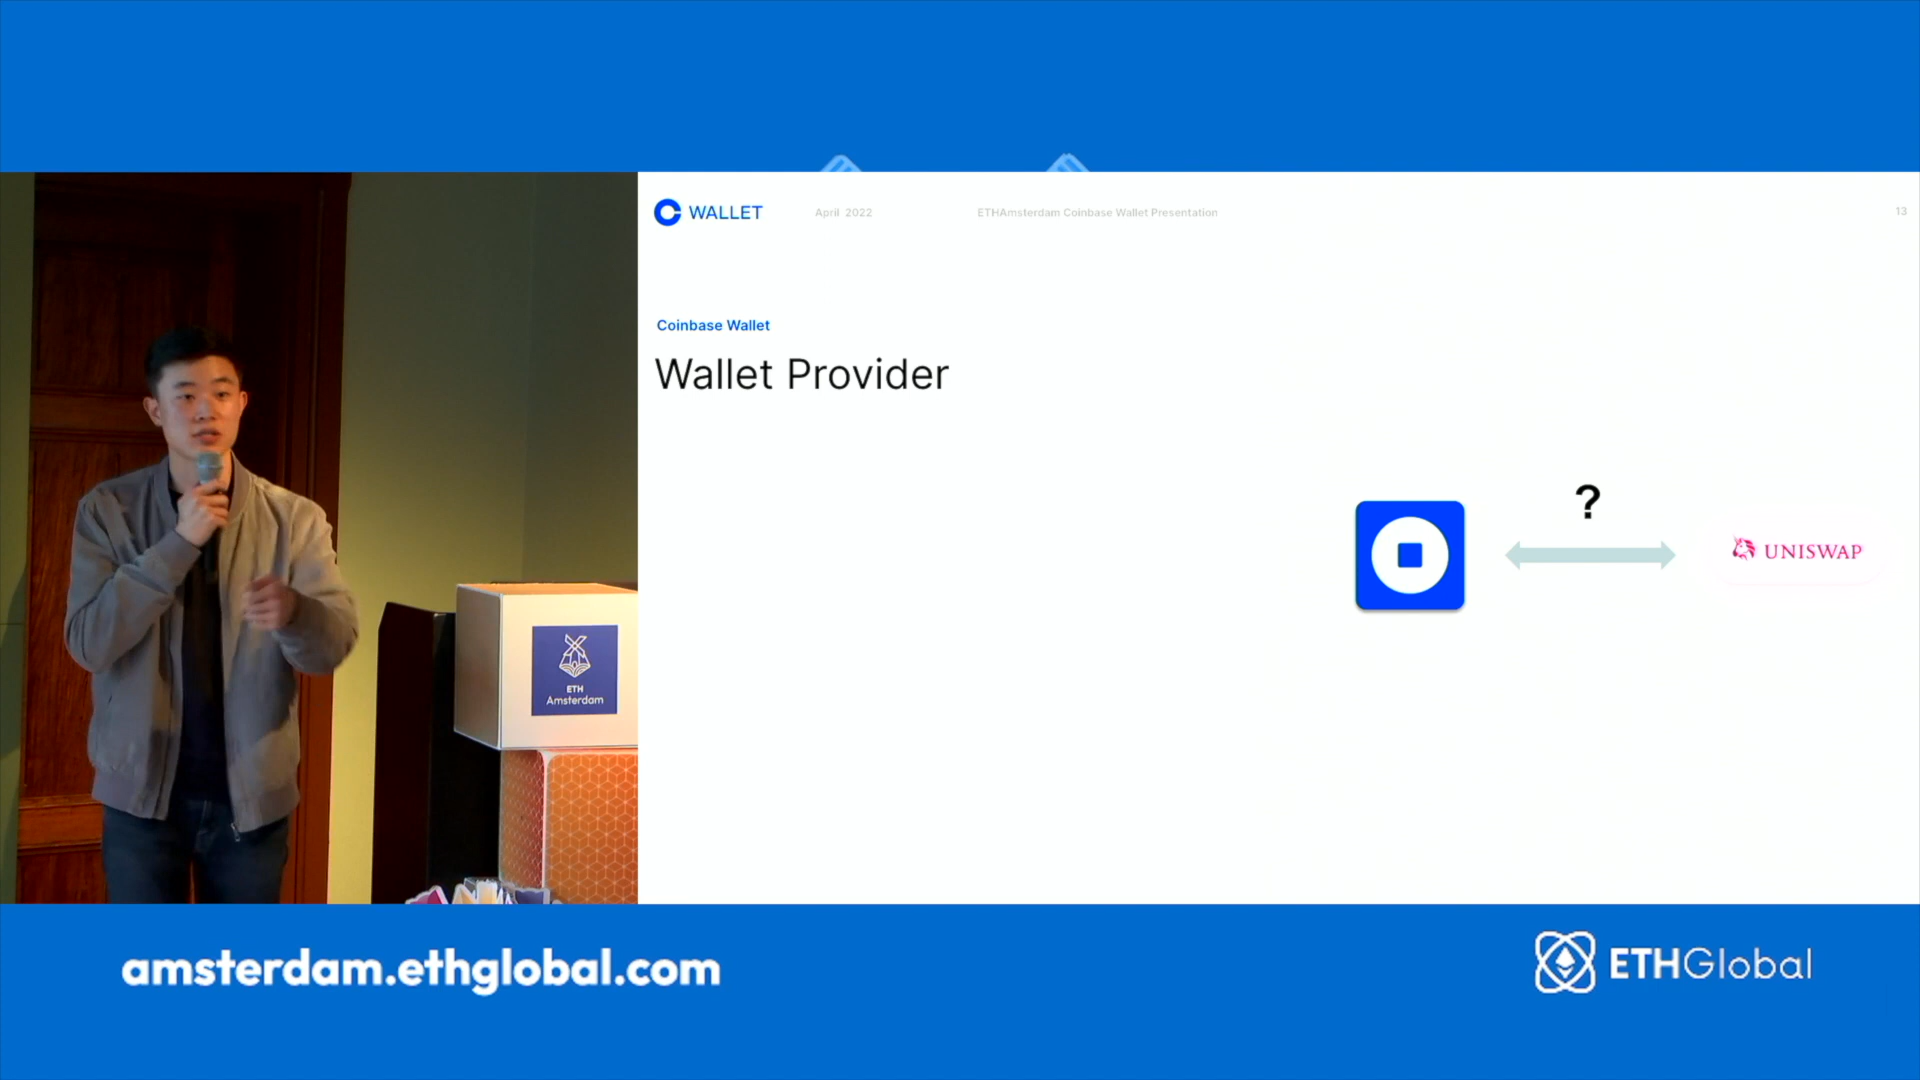 WALLET
April 2022
ETHAmsterdam Coinbase Wallet Presentation
13
Coinbase Wallet
Wallet Provider
?
UNISWAP
ETH
Amsterdam
amsterdam.ethglobal.com
ETHGlobal